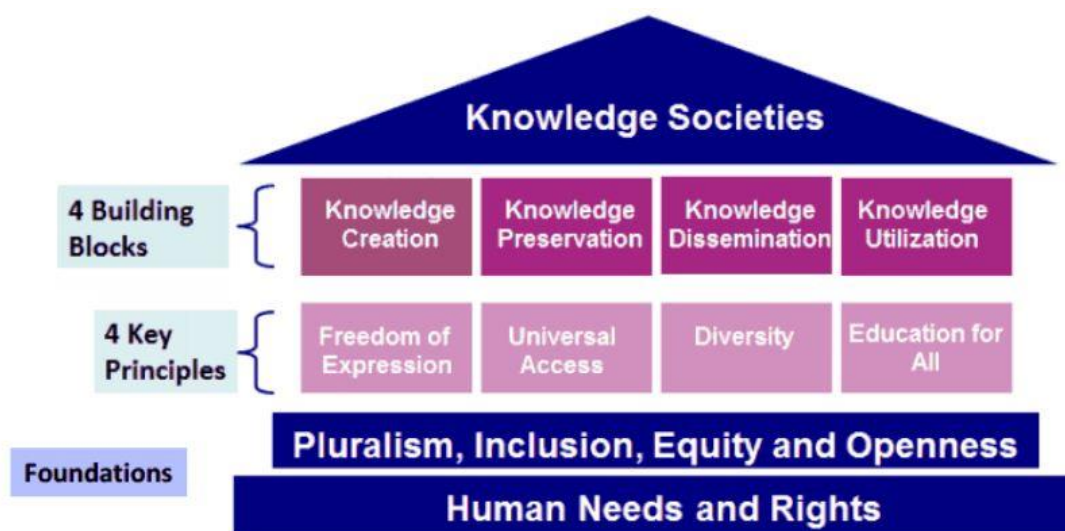 Knowledge Societies
4 Building
Blocks
Knowledge
Creation
Knowledge
Preservation
Knowledge
Dissemination
Knowledge
Utilization
4 Key
Principles
Freedom of
Expression
Universal
Access
Diversity
Education for
All
Foundations
Pluralism, Inclusion, Equity and Openness
Human Needs and Rights